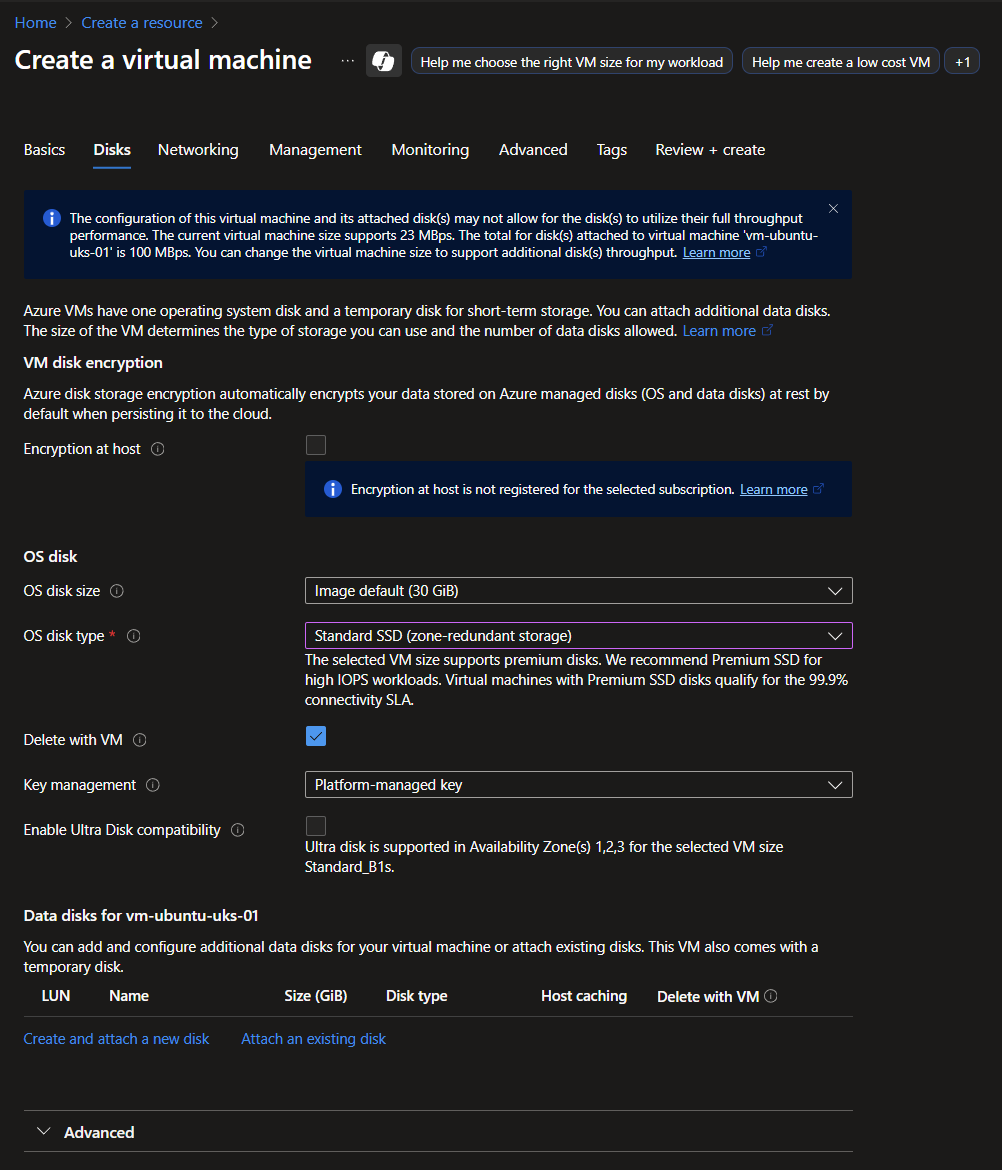 Home > Create a resource >
Create a virtual machine ... Help me choose the right VM size for my workload Help me create a low cost VM +1
Basics Disks Networking Management Monitoring Advanced Tags Review + create
The configuration of this virtual machine and its attached disk(s) may not allow for the disk(s) to utilize their full throughput
performance. The current virtual machine size supports 23 MBps. The total for disk(s) attached to virtual machine 'vm-ubuntu-
uks-01' is 100 MBps. You can change the virtual machine size to support additional disk(s) throughput. Learn more
Azure VMs have one operating system disk and a temporary disk for short-term storage. You can attach additional data disks.
The size of the VM determines the type of storage you can use and the number of data disks allowed. Learn more
VM disk encryption
Azure disk storage encryption automatically encrypts your data stored on Azure managed disks (OS and data disks) at rest by
default when persisting it to the cloud.
Encryption at host
Encryption at host is not registered for the selected subscription. Learn more
OS disk
OS disk size Image default (30 GiB)
OS disk type * Standard SSD (zone-redundant storage)
The selected VM size supports premium disks. We recommend Premium SSD for
high IOPS workloads. Virtual machines with Premium SSD disks qualify for the 99.9%
connectivity SLA.
Delete with VM
Key management Platform-managed key
Enable Ultra Disk compatibility
Ultra disk is supported in Availability Zone(s) 1,2,3 for the selected VM size
Standard_B1s.
Data disks for vm-ubuntu-uks-01
You can add and configure additional data disks for your virtual machine or attach existing disks. This VM also comes with a
temporary disk.
LUN Name Size (GiB) Disk type Host caching Delete with VM
Create and attach a new disk Attach an existing disk
Advanced